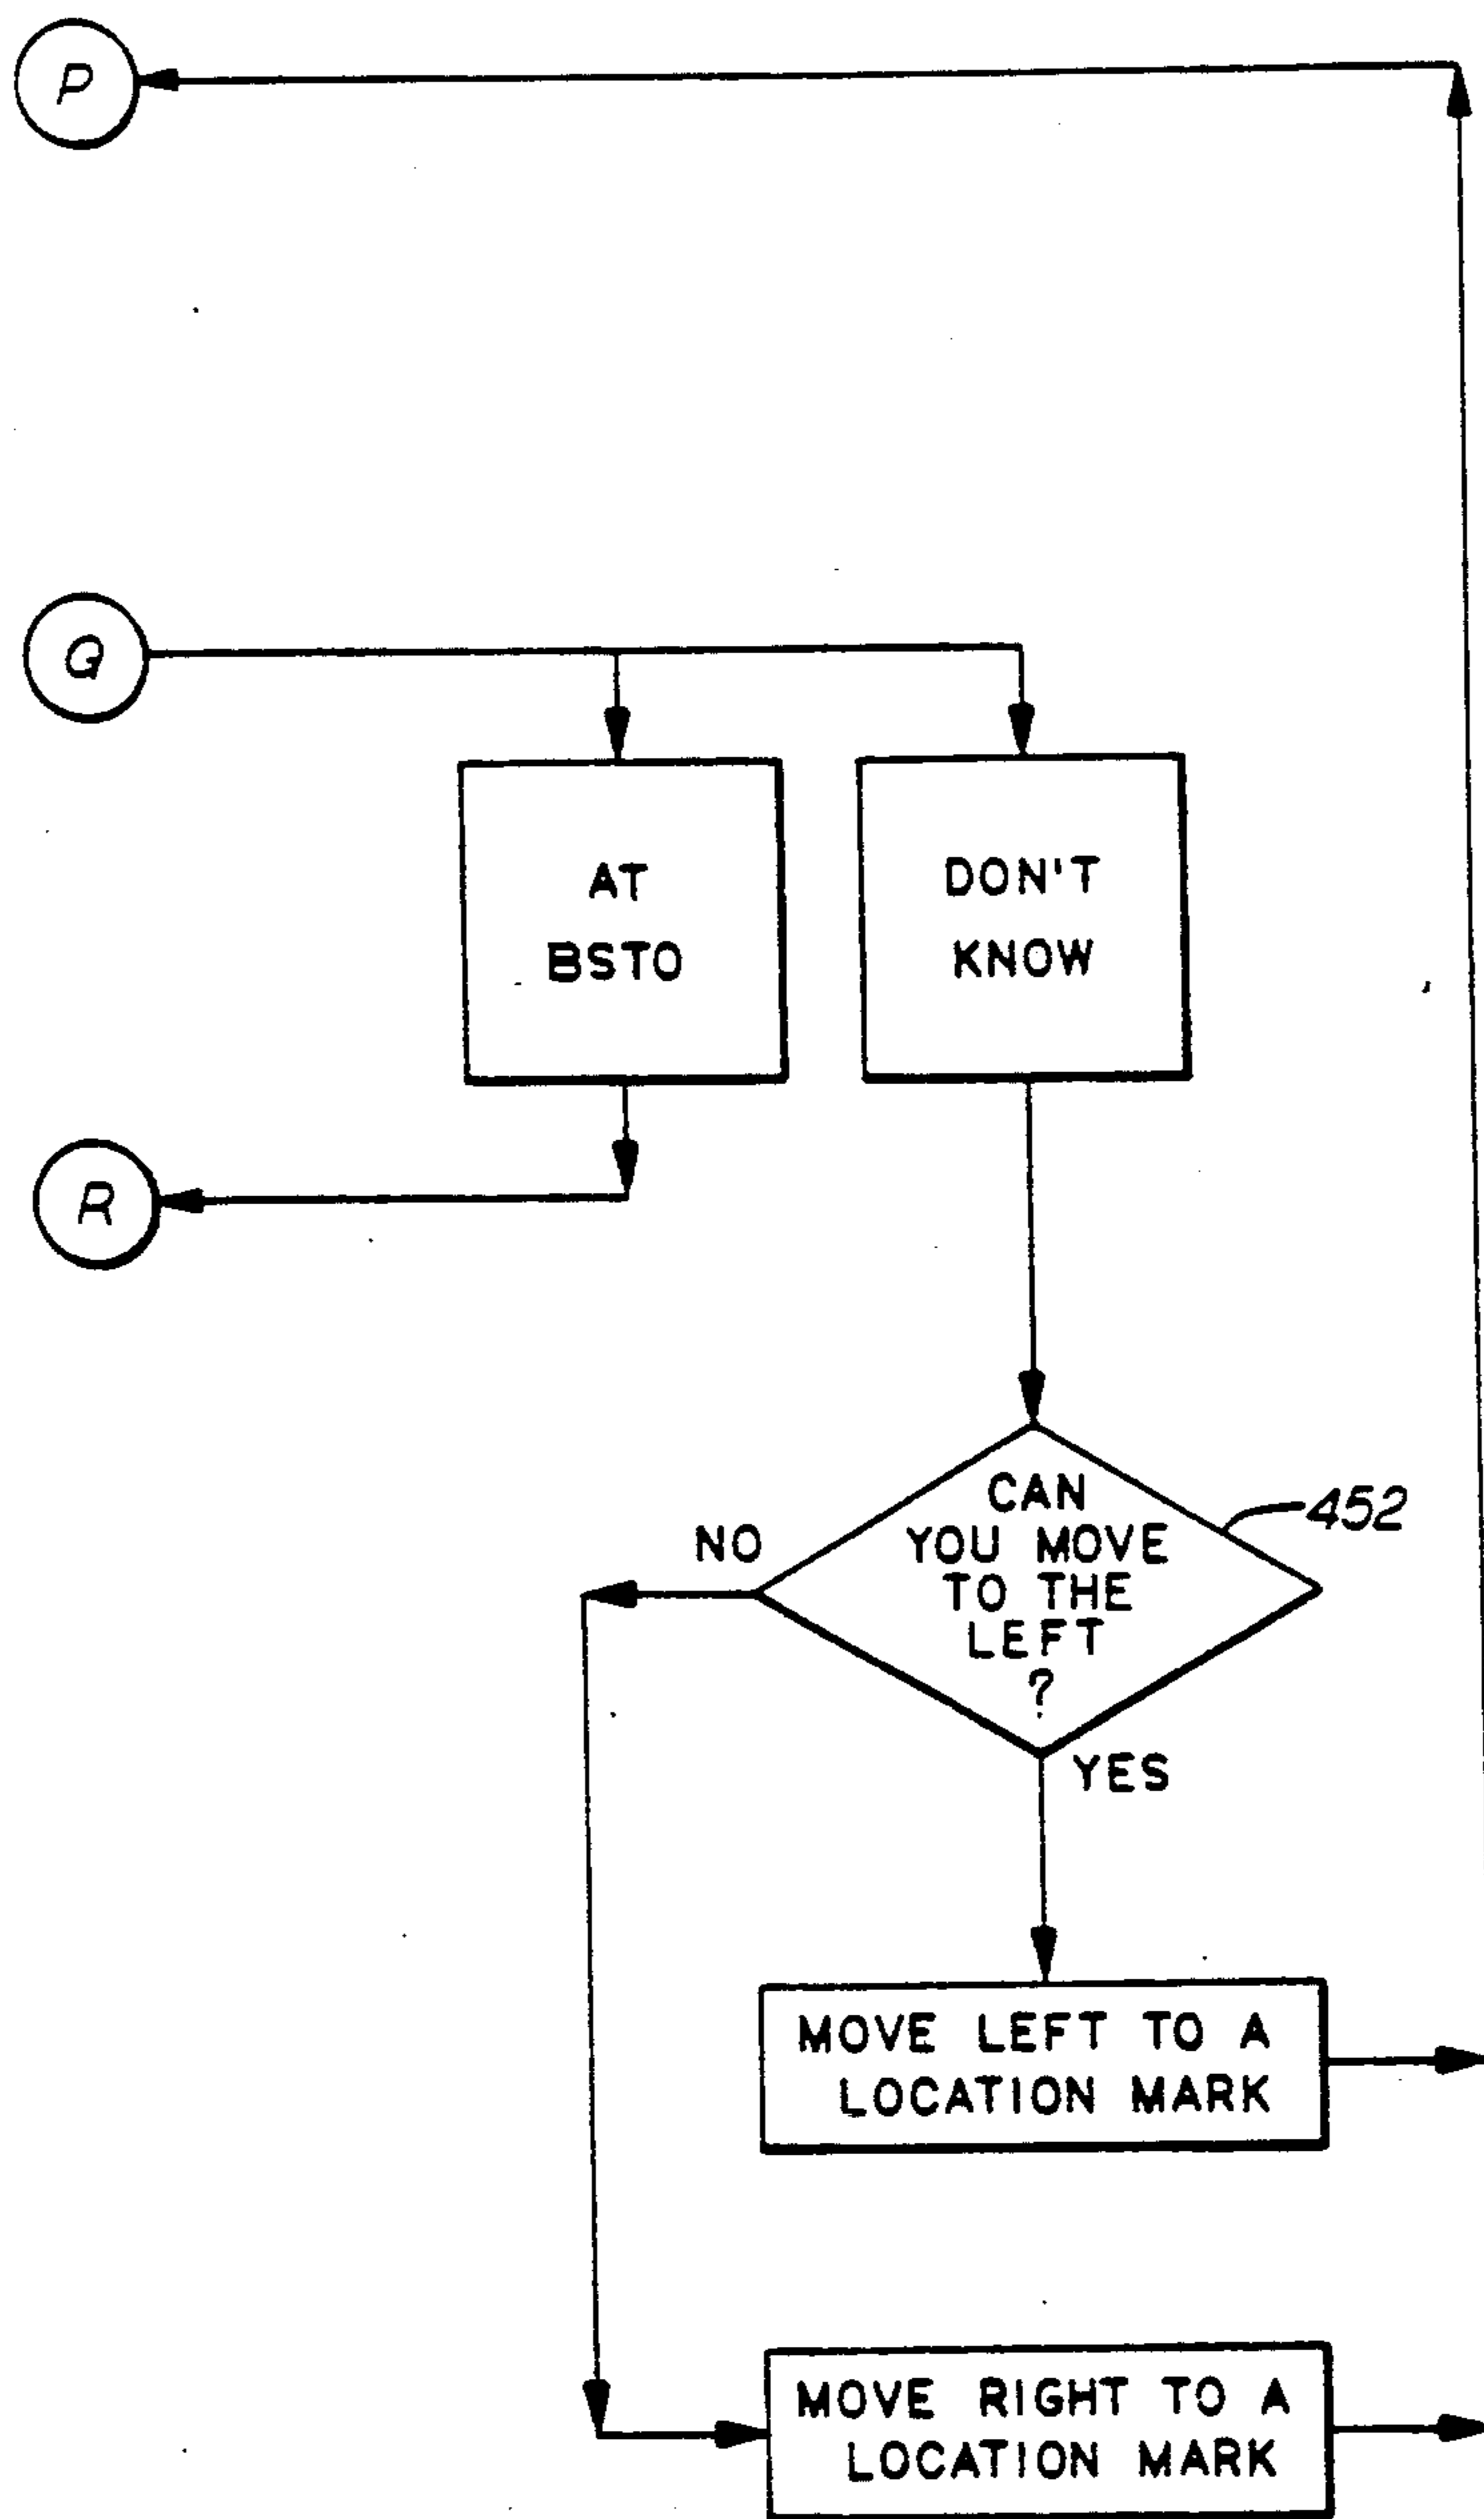 P
Q
AT
BSTO
DON'T
KNOW
R
CAN
YOU MOVE
TO THE
LEFT
?
452
NO
YES
MOVE LEFT TO A
LOCATION MARK
MOVE RIGHT TO A
LOCATION MARK